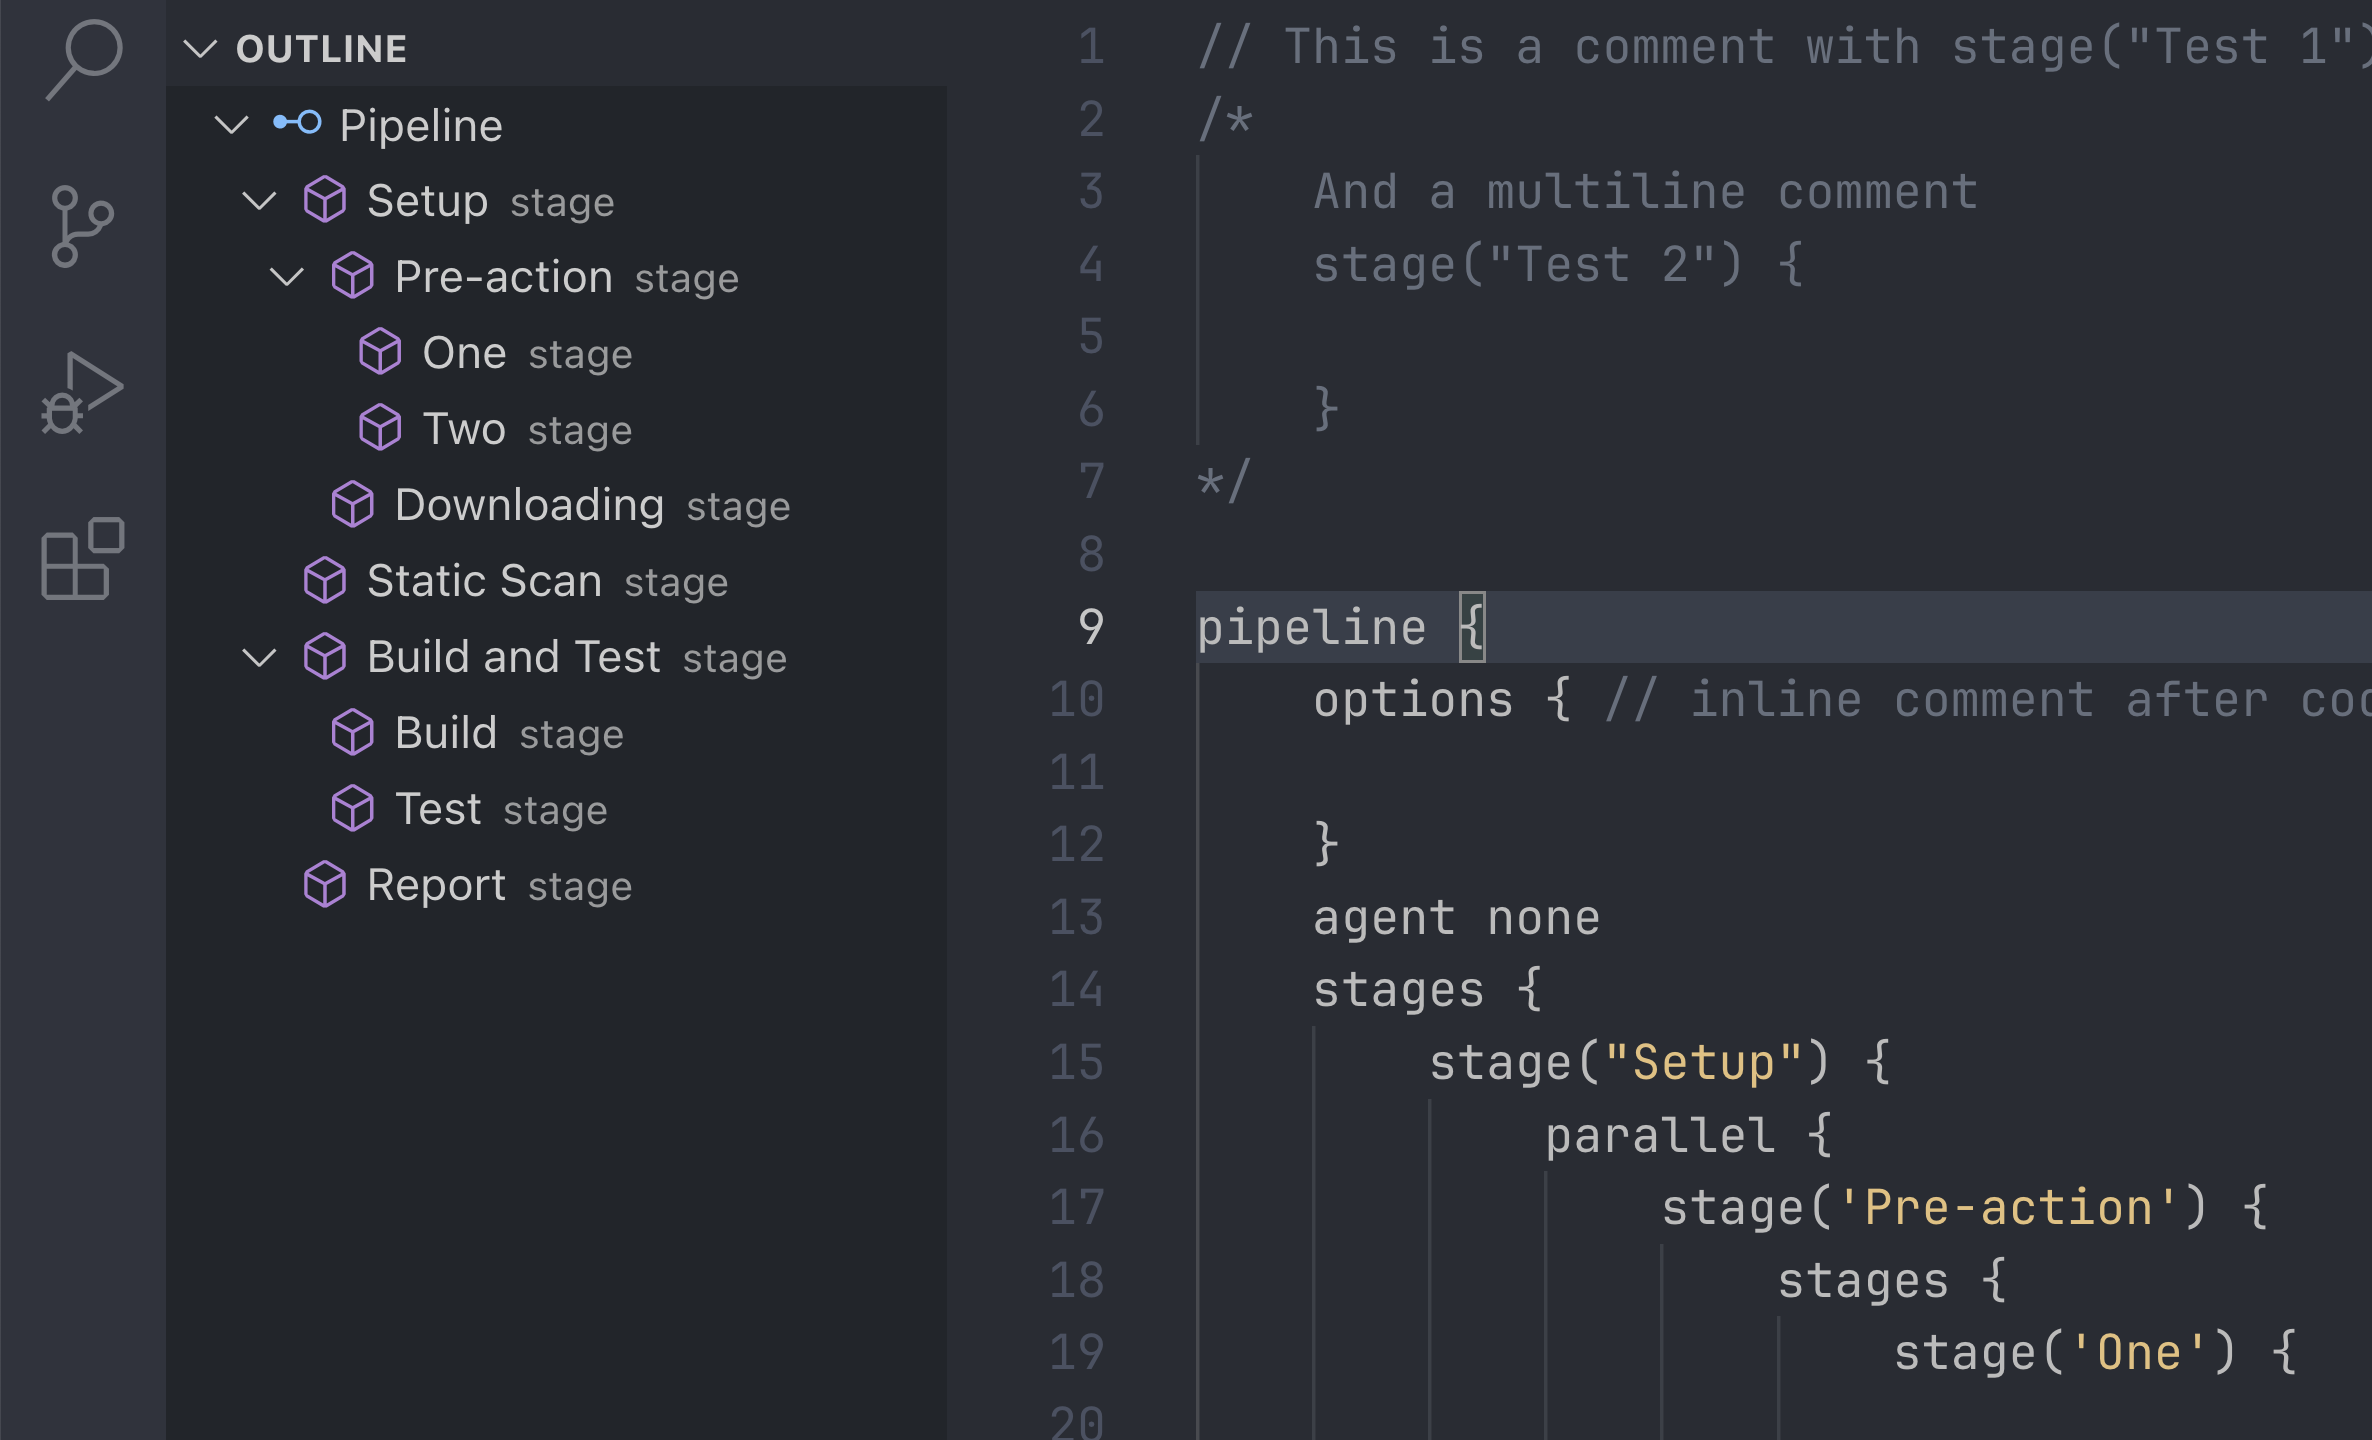 OUTLINE
Pipeline
Setup stage
Pre-action stage
One stage
Two stage
Downloading stage
Static Scan stage
Build and Test stage
Build stage
Test stage
Report stage
1 // This is a comment with stage("Test 1")
2 /*
3 And a multiline comment
4 stage("Test 2") {
5
6 }
7 */
8
9 pipeline {
10 options { // inline comment after
11
12 }
13 agent none
14 stages {
15 stage("Setup") {
16 parallel {
17 stage('Pre-action') {
18 stages {
19 stage('One') {
20